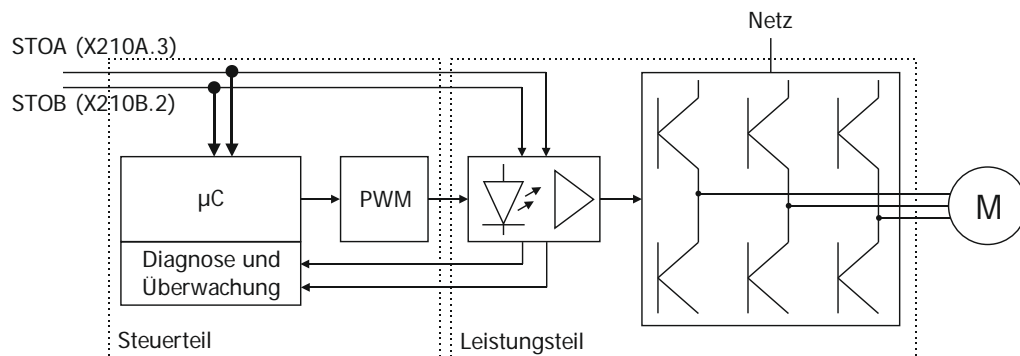 Netz
STOA (X210A.3)
STOB (X210B.2)
µC
PWM
M
Diagnose und
Überwachung
Steuerteil
Leistungsteil